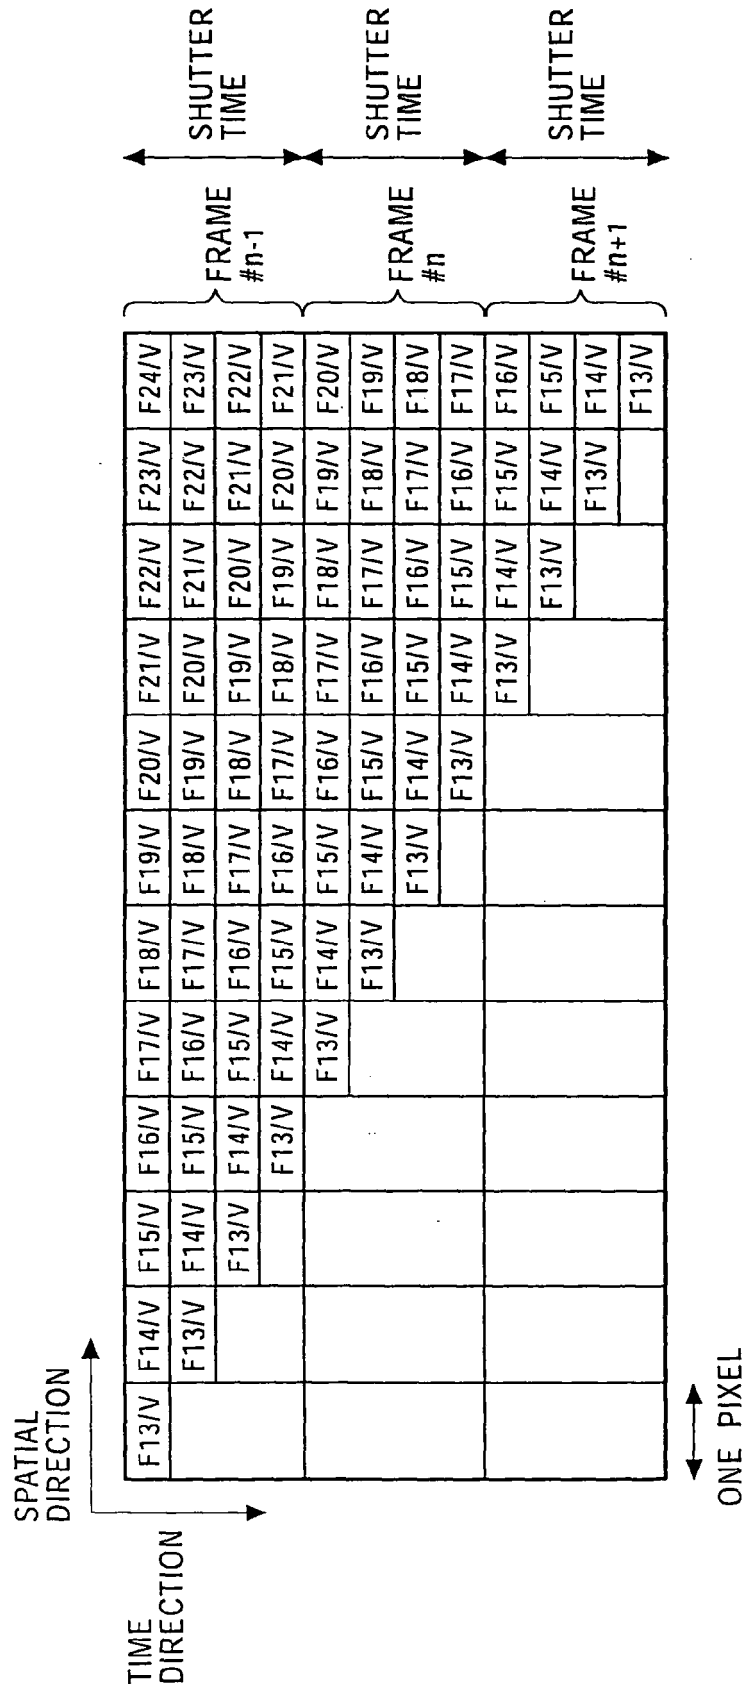 SPATIAL
DIRECTION
TIME
DIRECTION
F13/V F14/V F15/V F16/V F17/V F18/V F19/V F20/V F21/V F22/V F23/V F24/V
F13/V F14/V F15/V F16/V F17/V F18/V F19/V F20/V F21/V F22/V F23/V
F13/V F14/V F15/V F16/V F17/V F18/V F19/V F20/V F21/V F22/V
F13/V F14/V F15/V F16/V F17/V F18/V F19/V F20/V F21/V
F13/V F14/V F15/V F16/V F17/V F18/V F19/V F20/V
F13/V F14/V F15/V F16/V F17/V F18/V F19/V
F13/V F14/V F15/V F16/V F17/V F18/V
F13/V F14/V F15/V F16/V F17/V
F13/V F14/V F15/V F16/V
F13/V F14/V F15/V
F13/V F14/V
F13/V
FRAME
#n-1
SHUTTER
TIME
FRAME
#n
SHUTTER
TIME
FRAME
#n+1
SHUTTER
TIME
ONE PIXEL